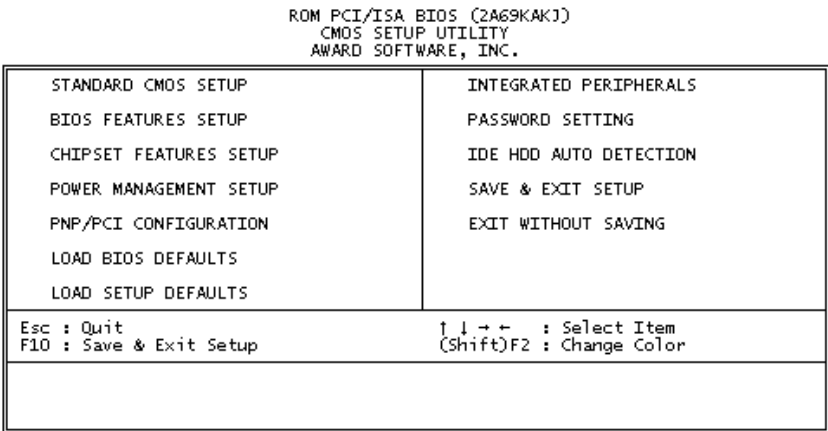 ROM PCI/ISA BIOS (2A69KAKJ)
CMOS SETUP UTILITY
AWARD SOFTWARE, INC.
STANDARD CMOS SETUP
BIOS FEATURES SETUP
CHIPSET FEATURES SETUP
POWER MANAGEMENT SETUP
PNP/PCI CONFIGURATION
LOAD BIOS DEFAULTS
LOAD SETUP DEFAULTS
INTEGRATED PERIPHERALS
PASSWORD SETTING
IDE HDD AUTO DETECTION
SAVE & EXIT SETUP
EXIT WITHOUT SAVING
Esc : Quit
F10 : Save & Exit Setup
↑ ↓ → ← : Select Item
(Shift)F2 : Change Color